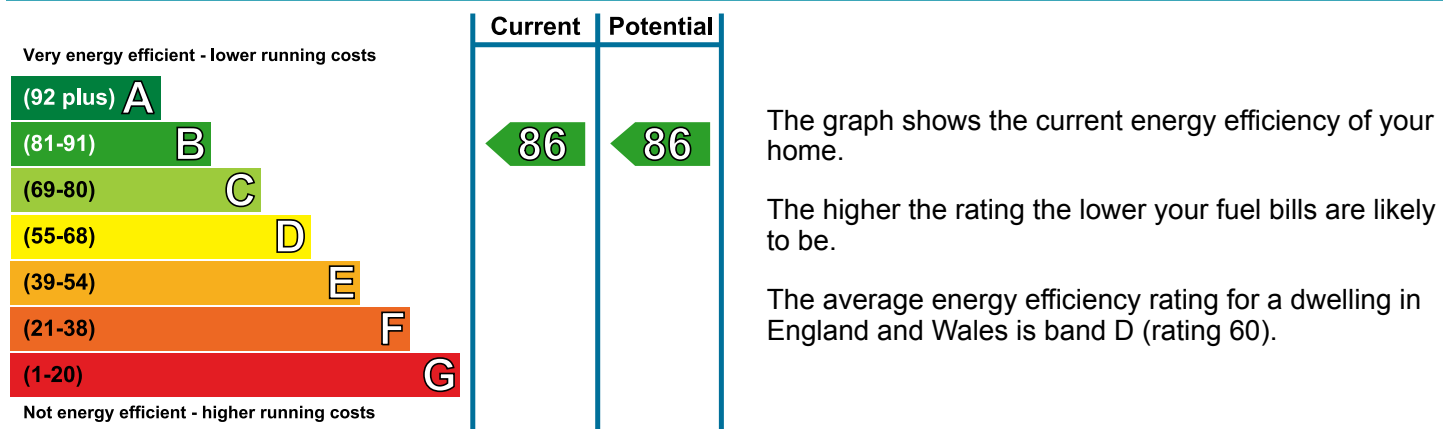 Current Potential
Very energy efficient - lower running costs
(92 plus) A
(81-91) B
86 86
(69-80) C
(55-68) D
(39-54) E
(21-38) F
(1-20) G
Not energy efficient - higher running costs
The graph shows the current energy efficiency of your
home.
The higher the rating the lower your fuel bills are likely
to be.
The average energy efficiency rating for a dwelling in
England and Wales is band D (rating 60).